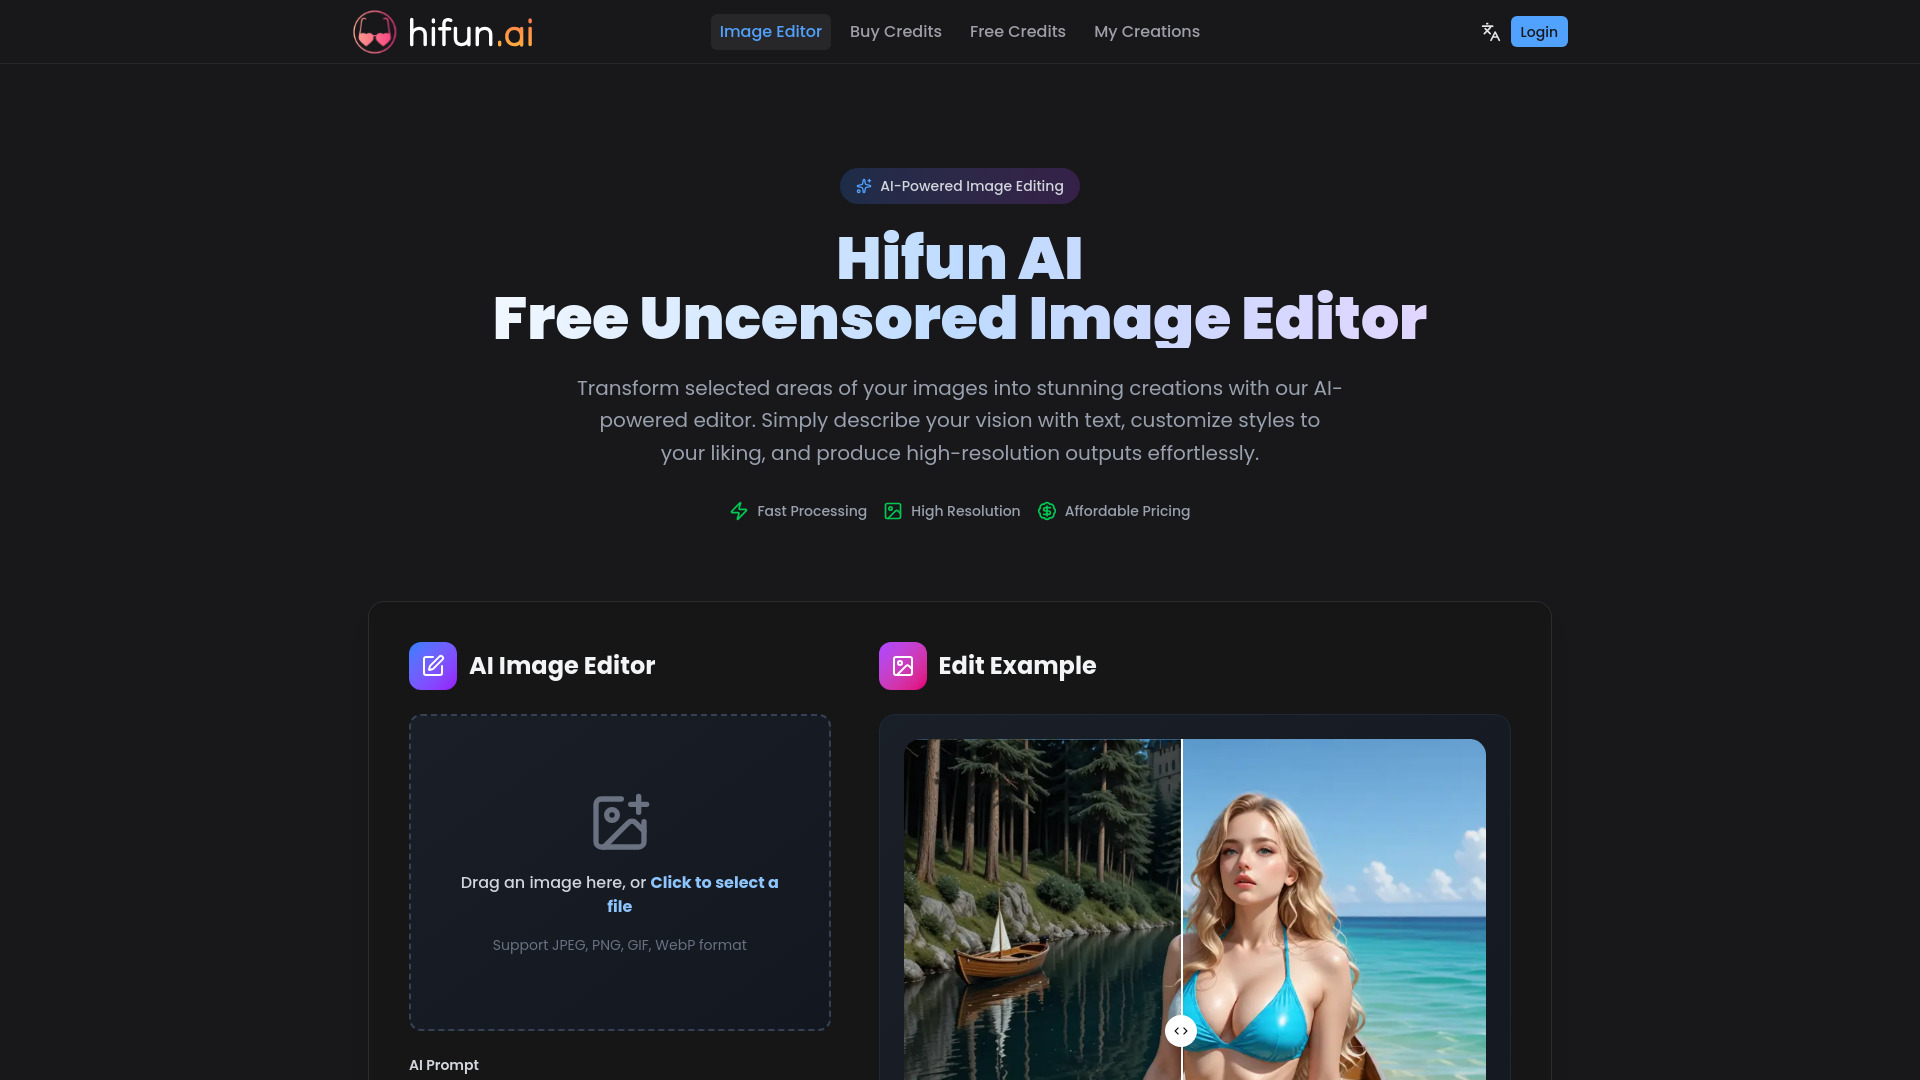 hifun.ai
Image Editor
Buy Credits
Free Credits
My Creations
Login
AI-Powered Image Editing
Hifun AI
Free Uncensored Image Editor
Transform selected areas of your images into stunning creations with our AI-
powered editor. Simply describe your vision with text, customize styles to
your liking, and produce high-resolution outputs effortlessly.
Fast Processing
High Resolution
Affordable Pricing
AI Image Editor
Edit Example
Drag an image here, or Click to select a
file
Support JPEG, PNG, GIF, WebP format
AI Prompt